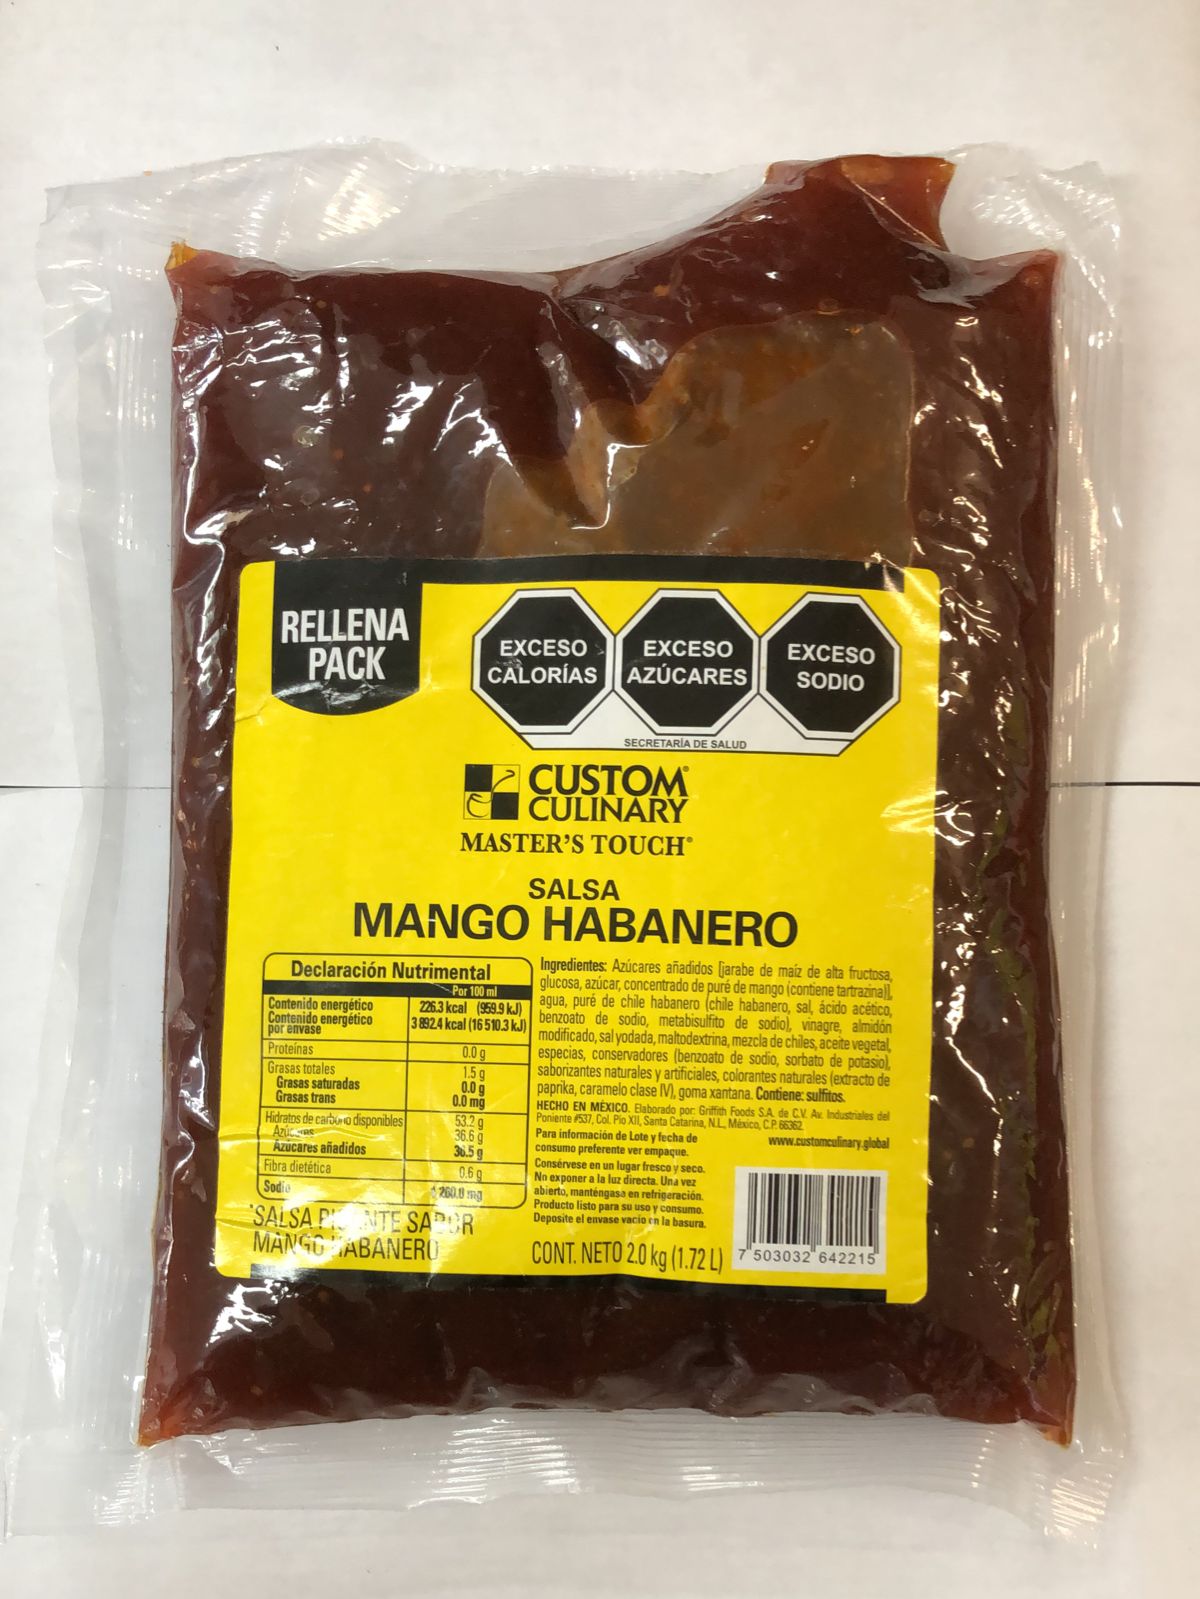 RELLENA
PACK
EXCESO
CALORÍAS
EXCESO
AZÚCARES
EXCESO
SODIO
SECRETARÍA DE SALUD
CUSTOM®
CULINARY
MASTER'S TOUCH®
SALSA
MANGO HABANERO
Declaración Nutrimental
Por 100 ml
Contenido energético 226.3 kcal (959.9 kJ)
Contenido energético
por envase 3 892.4 kcal (16 510.3 kJ)
Proteínas 0.0 g
Grasas totales 1.5 g
Grasas saturadas 0.0 g
Grasas trans 0.0 mg
Hidratos de carbono disponibles 53.2 g
Azúcares 36.6 g
Azúcares añadidos 36.5 g
Fibra dietética 0.6 g
Sodio 1 260.0 mg
*SALSA PICANTE SABOR
MANGO HABANERO
Ingredientes: Azúcares añadidos [jarabe de maíz de alta fructosa,
glucosa, azúcar, concentrado de puré de mango (contiene tartrazina)],
agua, puré de chile habanero (chile habanero, sal, ácido acético,
benzoato de sodio, metabisulfito de sodio), vinagre, almidón
modificado, sal yodada, maltodextrina, mezcla de chiles, aceite vegetal,
especias, conservadores (benzoato de sodio, sorbato de potasio),
saborizantes naturales y artificiales, colorantes naturales (extracto de
paprika, caramelo clase IV), goma xantana. Contiene: sulfitos.
HECHO EN MÉXICO. Elaborado por: Griffith Foods S.A. de C.V. Av. Industriales del
Poniente #537, Col. Pío XII, Santa Catarina, N.L., México, C.P. 66362.
Para información de Lote y fecha de
consumo preferente ver empaque.
www.customculinary.global
Consérvese en un lugar fresco y seco.
No exponer a la luz directa. Una vez
abierto, manténgase en refrigeración.
Producto listo para su uso y consumo.
Deposite el envase vacío en la basura.
CONT. NETO 2.0 kg (1.72 L)
7 503032 642215